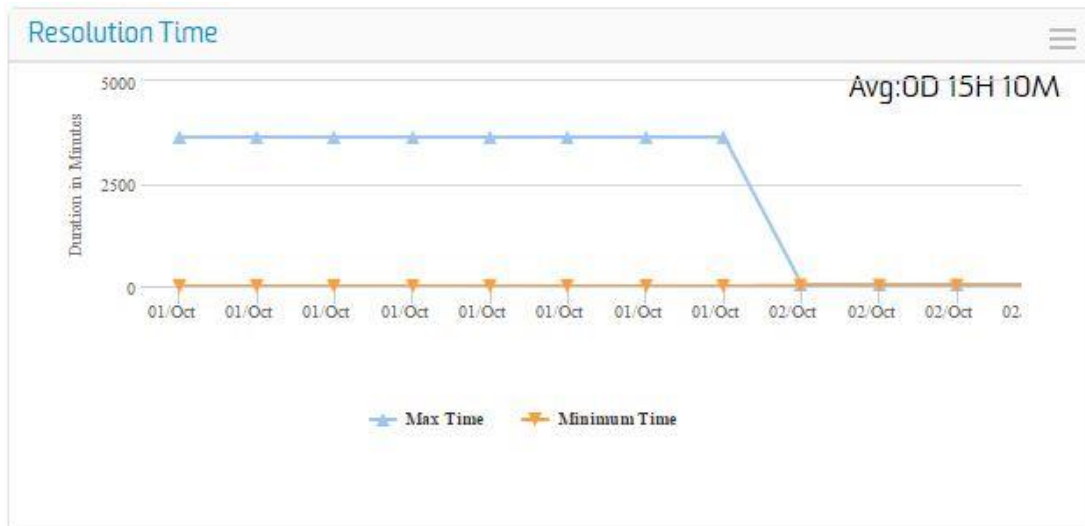 Resolution Time
Avg:0D 15H 10M
Duration in Minutes
5000
2500
0
01/Oct 01/Oct 01/Oct 01/Oct 01/Oct 01/Oct 01/Oct 01/Oct 02/Oct 02/Oct 02/Oct 02
Max Time Minimum Time